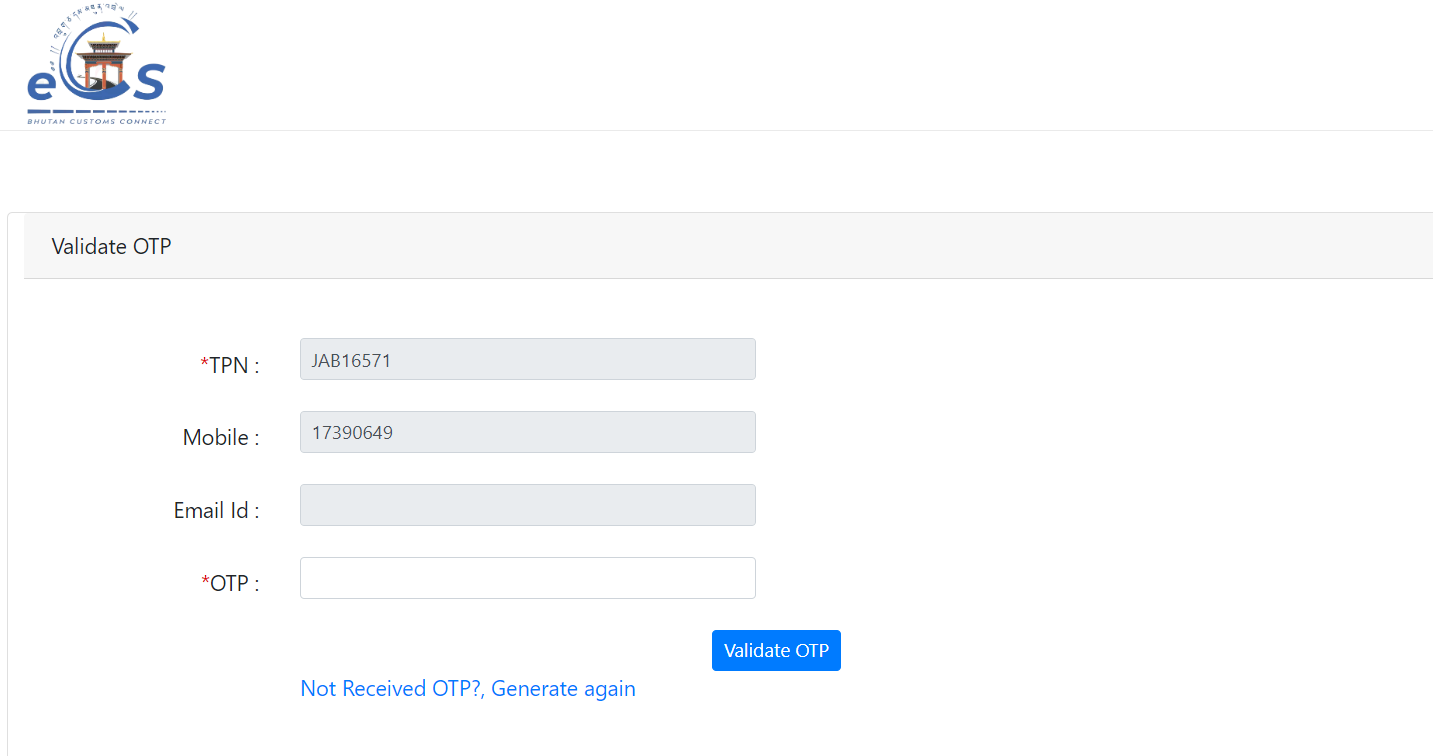 eCS
BHUTAN CUSTOMS CONNECT
Validate OTP
*TPN :
JAB16571
Mobile :
17390649
Email Id :
*OTP :
Validate OTP
Not Received OTP?, Generate again